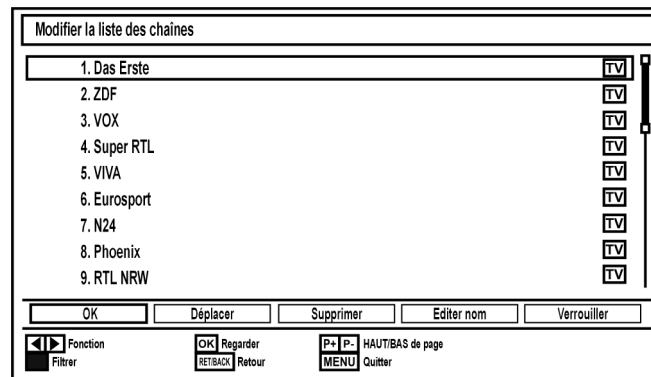 Modifier la liste des chaînes
1. Das Erste TV
2. ZDF TV
3. VOX TV
4. Super RTL TV
5. VIVA TV
6. Eurosport TV
7. N24 TV
8. Phoenix TV
9. RTL NRW TV
OK Déplacer Supprimer Editer nom Verrouiller
Fonction OK Regarder P+ P- HAUT/BAS de page
Filtrer RET/BACK Retour MENU Quitter